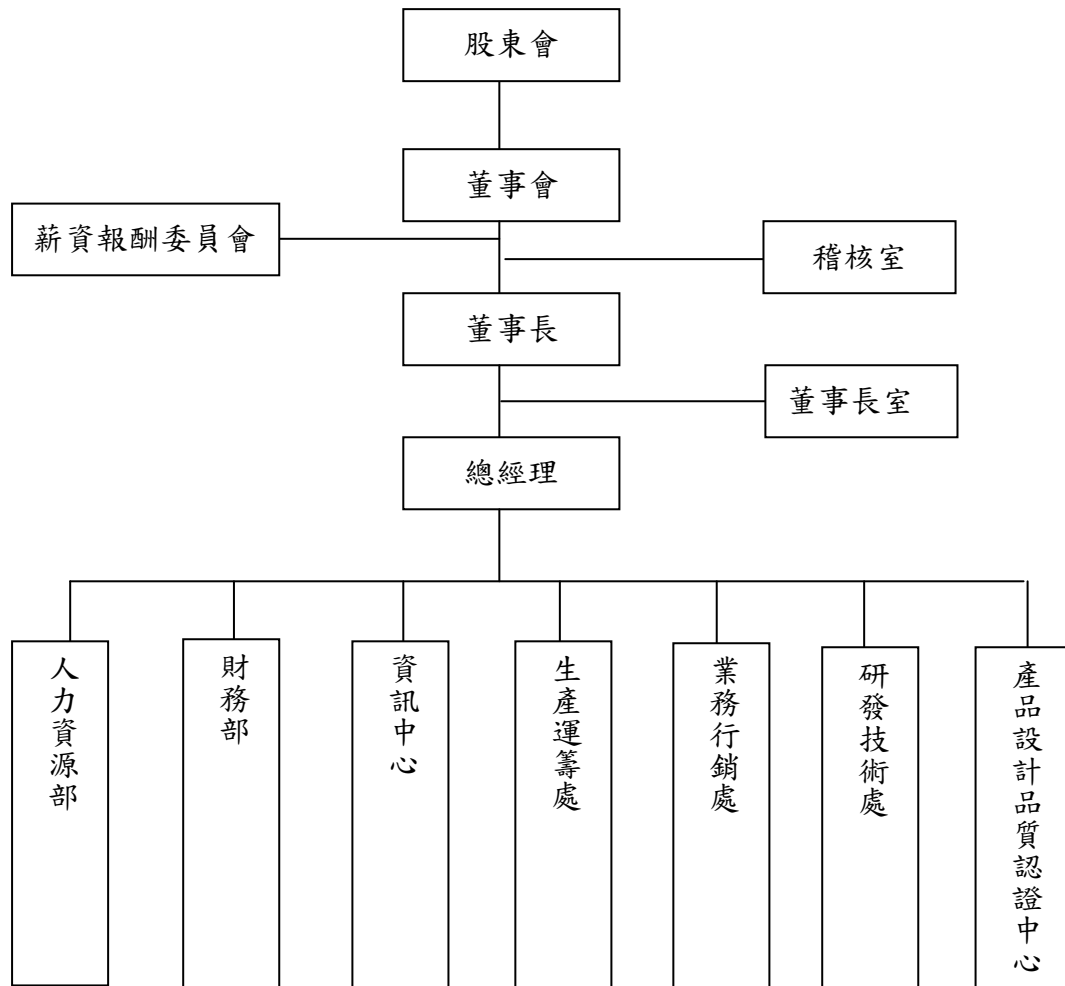 股東會
董事會
薪資報酬委員會
稽核室
董事長
董事長室
總經理
人力資源部
財務部
資訊中心
生產運籌處
業務行銷處
研發技術處
產品設計品質認證中心